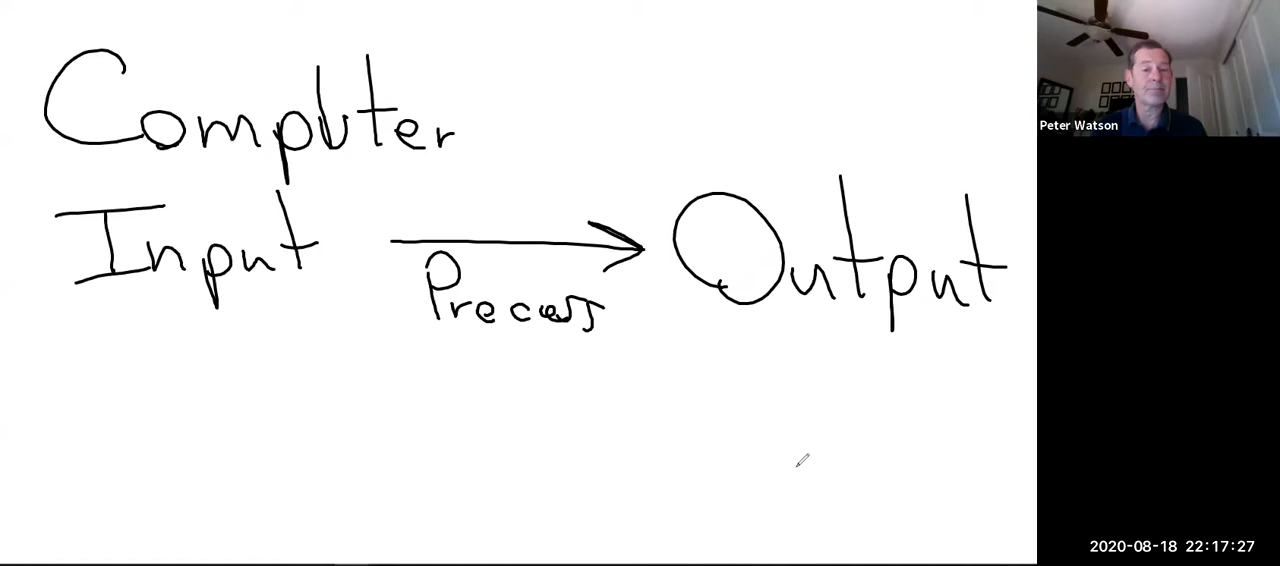 Computer
Input → Output
Precess
Peter Watson
2020-08-18 22:17:27